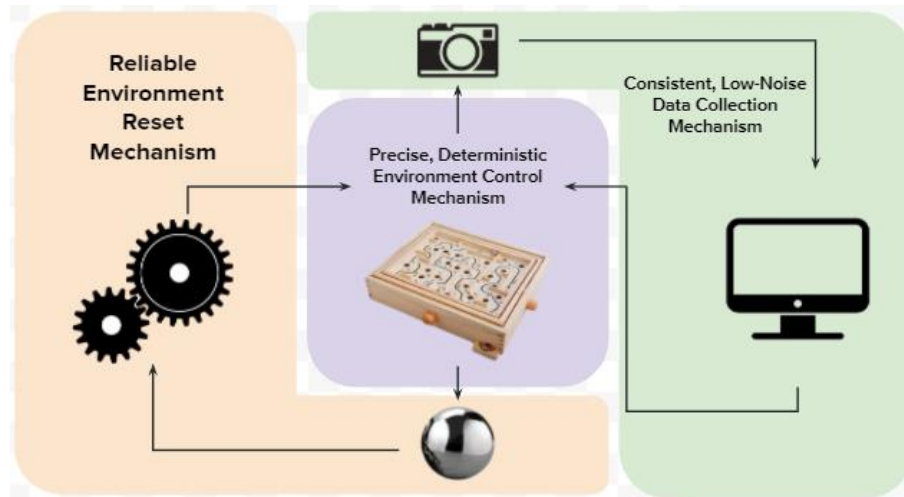 Reliable
Environment
Reset
Mechanism
Consistent, Low-Noise
Data Collection
Mechanism
Precise, Deterministic
Environment Control
Mechanism